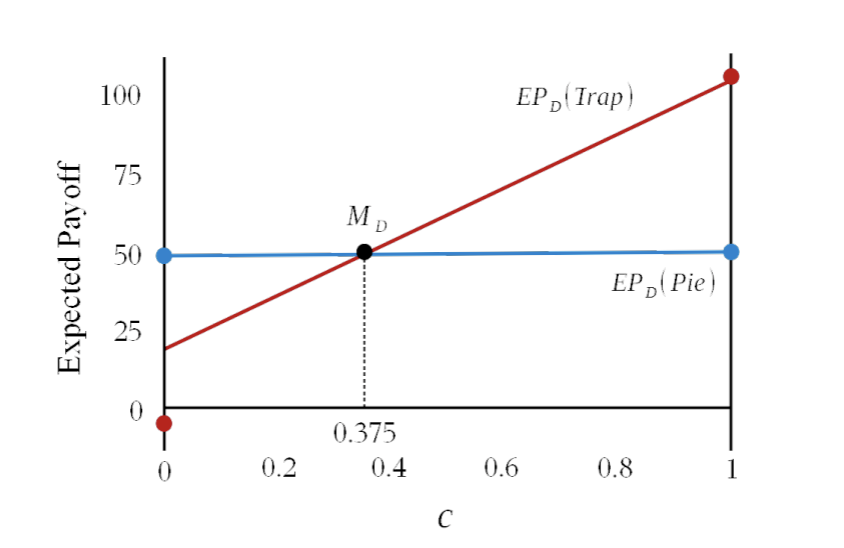 100
EP_D(Trap)
75
M_D
50
EP_D(Pie)
25
0
0.375
0 0.2 0.4 0.6 0.8 1
C
Expected Payoff